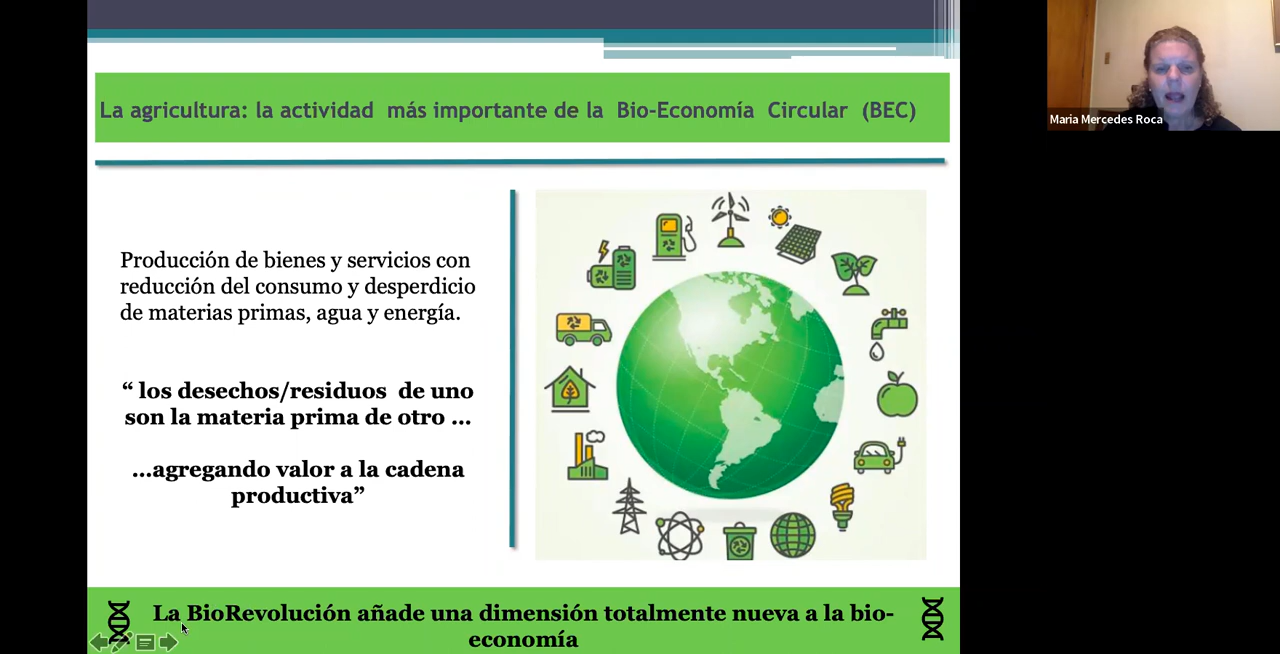 La agricultura: la actividad más importante de la Bio-Economía Circular (BEC)
Maria Mercedes Roca
Producción de bienes y servicios con
reducción del consumo y desperdicio
de materias primas, agua y energía.
“ los desechos/residuos de uno
son la materia prima de otro ...
...agregando valor a la cadena
productiva”
La BioRevolución añade una dimensión totalmente nueva a la bio-
economía